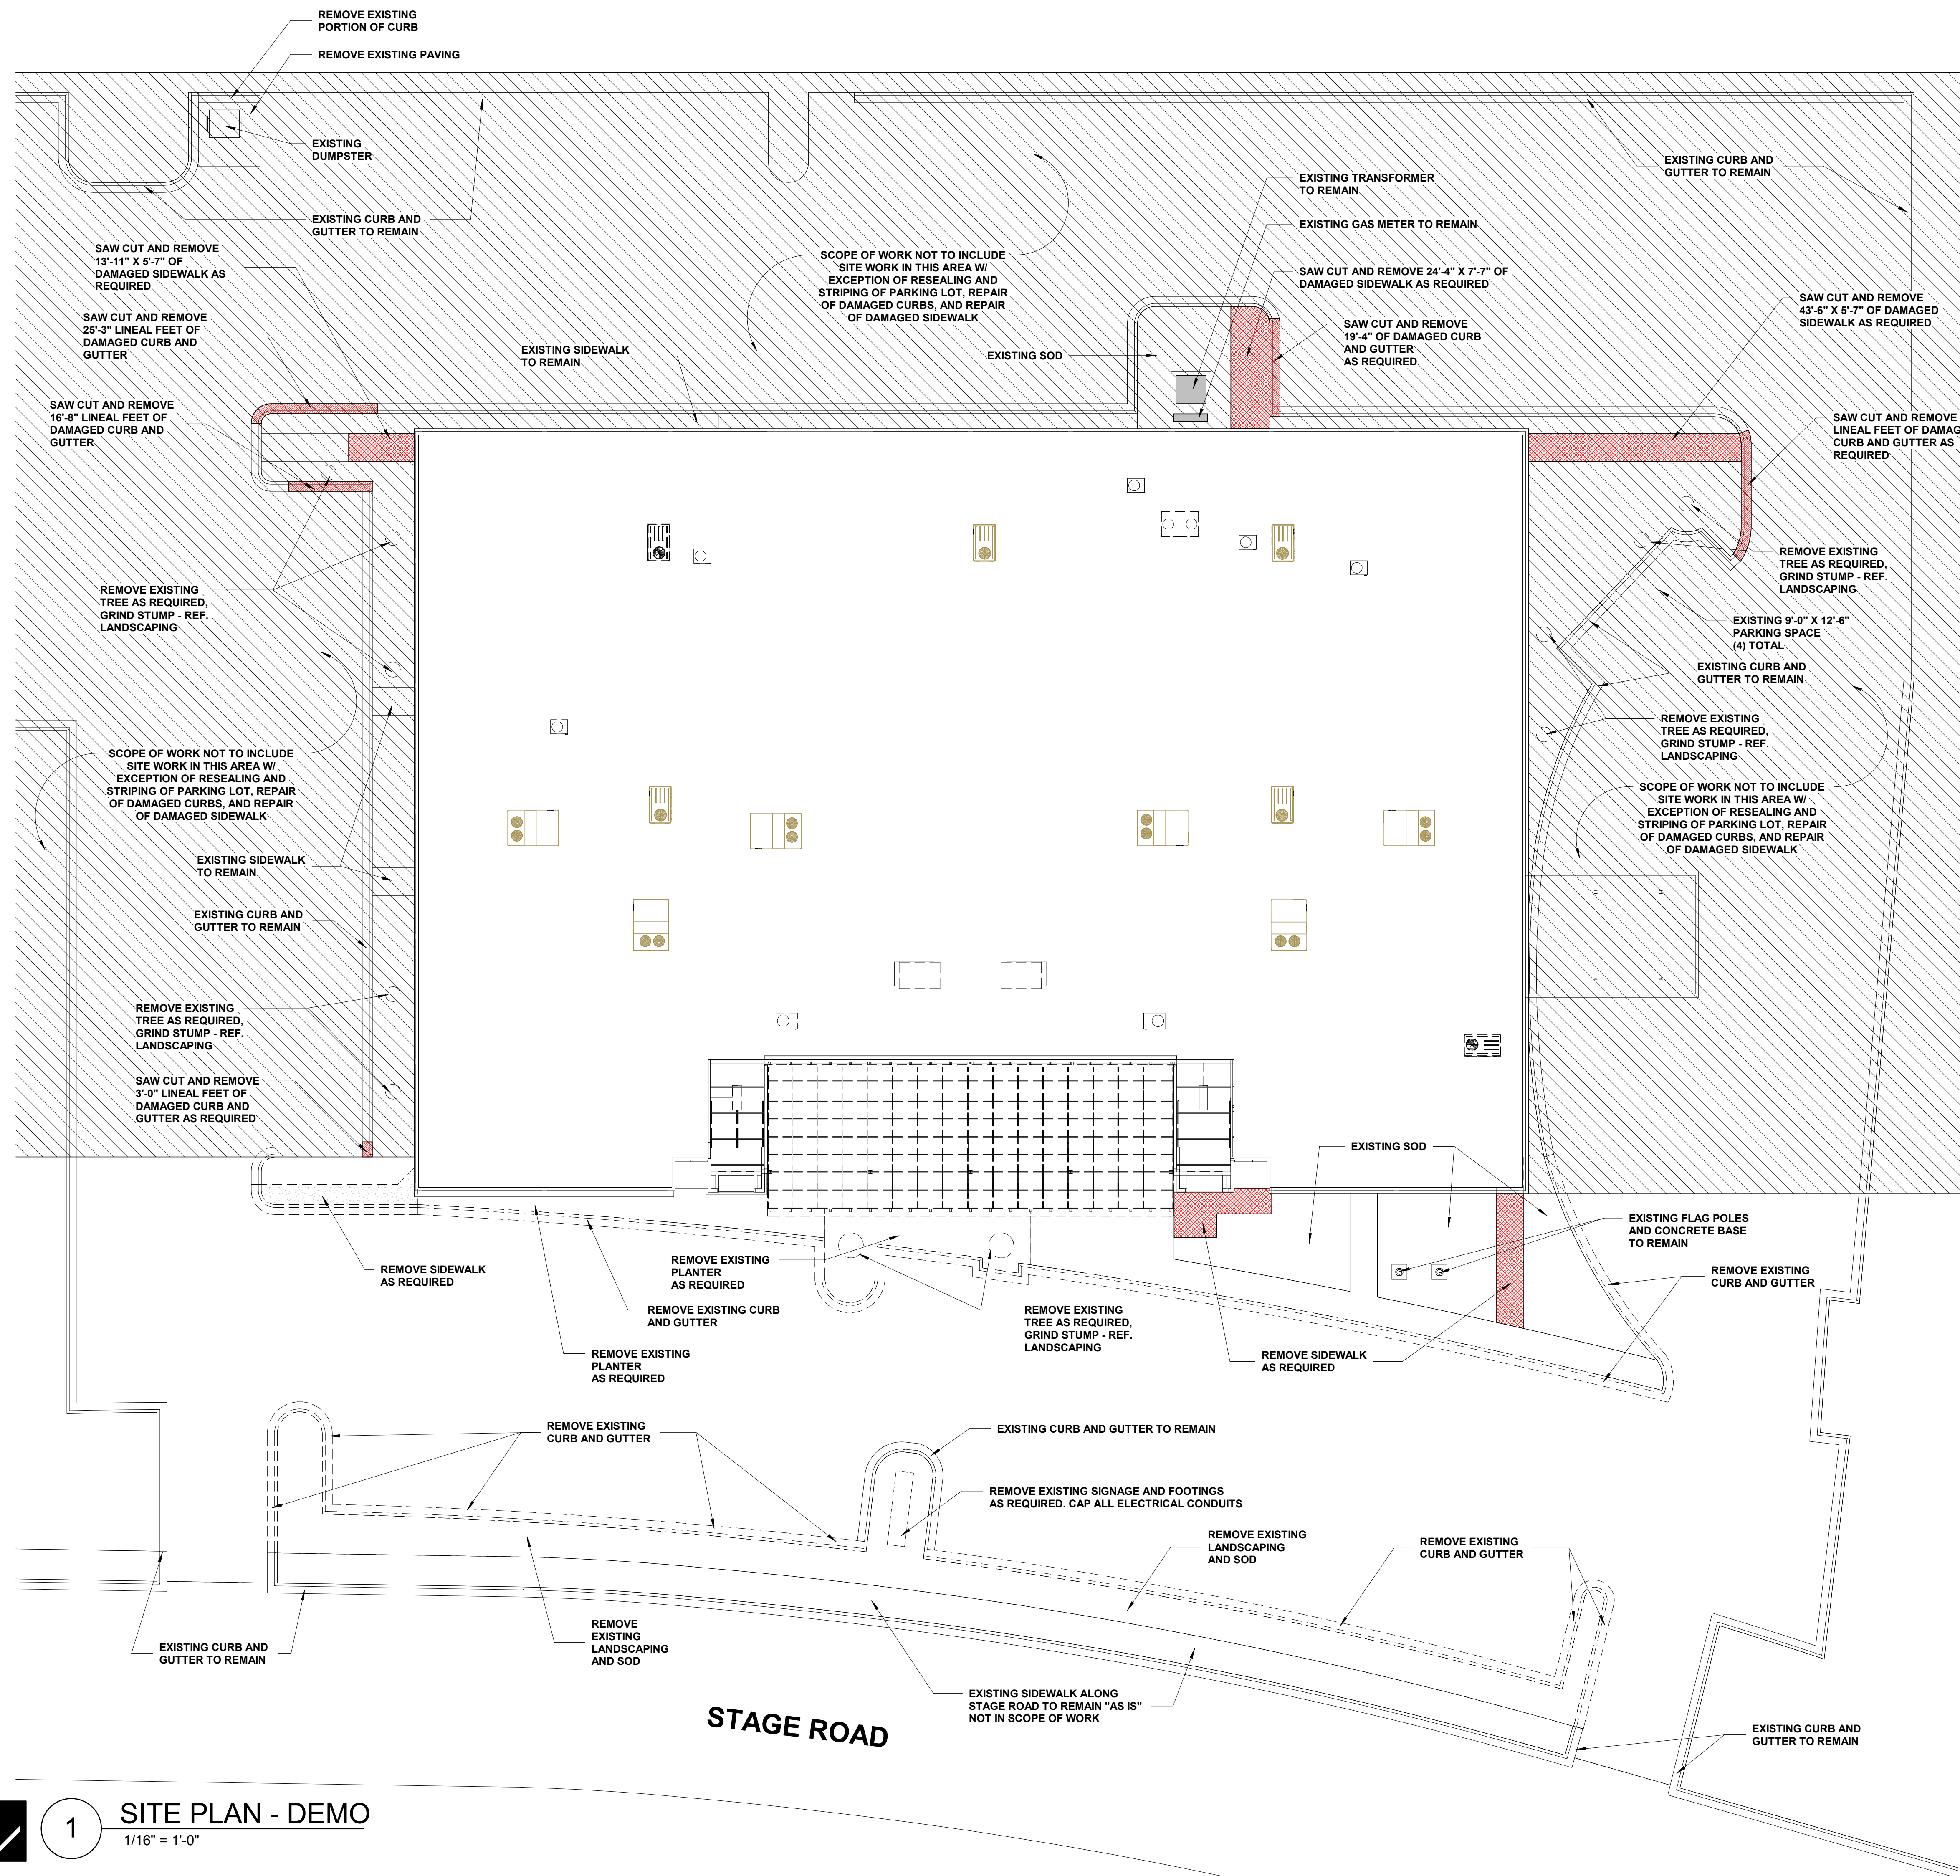 REMOVE EXISTING
PORTION OF CURB
REMOVE EXISTING PAVING
EXISTING
DUMPSTER
EXISTING CURB AND
GUTTER TO REMAIN
EXISTING TRANSFORMER
TO REMAIN
EXISTING GAS METER TO REMAIN
EXISTING CURB AND
GUTTER TO REMAIN
SAW CUT AND REMOVE
13'-11" X 5'-7" OF
DAMAGED SIDEWALK AS
REQUIRED
SCOPE OF WORK NOT TO INCLUDE
SITE WORK IN THIS AREA W/
EXCEPTION OF RESEALING AND
STRIPING OF PARKING LOT, REPAIR
OF DAMAGED CURBS, AND REPAIR
OF DAMAGED SIDEWALK
SAW CUT AND REMOVE 24'-4" X 7'-7" OF
DAMAGED SIDEWALK AS REQUIRED
SAW CUT AND REMOVE
43'-6" X 5'-7" OF DAMAGED
SIDEWALK AS REQUIRED
SAW CUT AND REMOVE
25'-3" LINEAL FEET OF
DAMAGED CURB AND
GUTTER
EXISTING SIDEWALK
TO REMAIN
EXISTING SOD
SAW CUT AND REMOVE
19'-4" OF DAMAGED CURB
AND GUTTER
AS REQUIRED
SAW CUT AND REMOVE
16'-8" LINEAL FEET OF
DAMAGED CURB AND
GUTTER
SAW CUT AND REMOVE
LINEAL FEET OF DAMAG
CURB AND GUTTER AS
REQUIRED
REMOVE EXISTING
TREE AS REQUIRED,
GRIND STUMP - REF.
LANDSCAPING
REMOVE EXISTING
TREE AS REQUIRED,
GRIND STUMP - REF.
LANDSCAPING
EXISTING 9'-0" X 12'-6"
PARKING SPACE
(4) TOTAL
EXISTING CURB AND
GUTTER TO REMAIN
REMOVE EXISTING
TREE AS REQUIRED,
GRIND STUMP - REF.
LANDSCAPING
SCOPE OF WORK NOT TO INCLUDE
SITE WORK IN THIS AREA W/
EXCEPTION OF RESEALING AND
STRIPING OF PARKING LOT, REPAIR
OF DAMAGED CURBS, AND REPAIR
OF DAMAGED SIDEWALK
SCOPE OF WORK NOT TO INCLUDE
SITE WORK IN THIS AREA W/
EXCEPTION OF RESEALING AND
STRIPING OF PARKING LOT, REPAIR
OF DAMAGED CURBS, AND REPAIR
OF DAMAGED SIDEWALK
EXISTING SIDEWALK
TO REMAIN
EXISTING CURB AND
GUTTER TO REMAIN
REMOVE EXISTING
TREE AS REQUIRED,
GRIND STUMP - REF.
LANDSCAPING
SAW CUT AND REMOVE
3'-0" LINEAL FEET OF
DAMAGED CURB AND
GUTTER AS REQUIRED
EXISTING SOD
EXISTING FLAG POLES
AND CONCRETE BASE
TO REMAIN
REMOVE SIDEWALK
AS REQUIRED
REMOVE EXISTING
PLANTER
AS REQUIRED
REMOVE EXISTING
CURB AND GUTTER
REMOVE EXISTING CURB
AND GUTTER
REMOVE EXISTING
TREE AS REQUIRED,
GRIND STUMP - REF.
LANDSCAPING
REMOVE EXISTING
PLANTER
AS REQUIRED
REMOVE SIDEWALK
AS REQUIRED
REMOVE EXISTING
CURB AND GUTTER
EXISTING CURB AND GUTTER TO REMAIN
REMOVE EXISTING SIGNAGE AND FOOTINGS
AS REQUIRED. CAP ALL ELECTRICAL CONDUITS
REMOVE EXISTING
LANDSCAPING
AND SOD
REMOVE EXISTING
CURB AND GUTTER
REMOVE
EXISTING
LANDSCAPING
AND SOD
EXISTING CURB AND
GUTTER TO REMAIN
EXISTING SIDEWALK ALONG
STAGE ROAD TO REMAIN "AS IS"
NOT IN SCOPE OF WORK
STAGE ROAD
EXISTING CURB AND
GUTTER TO REMAIN
1
SITE PLAN - DEMO
1/16" = 1'-0"